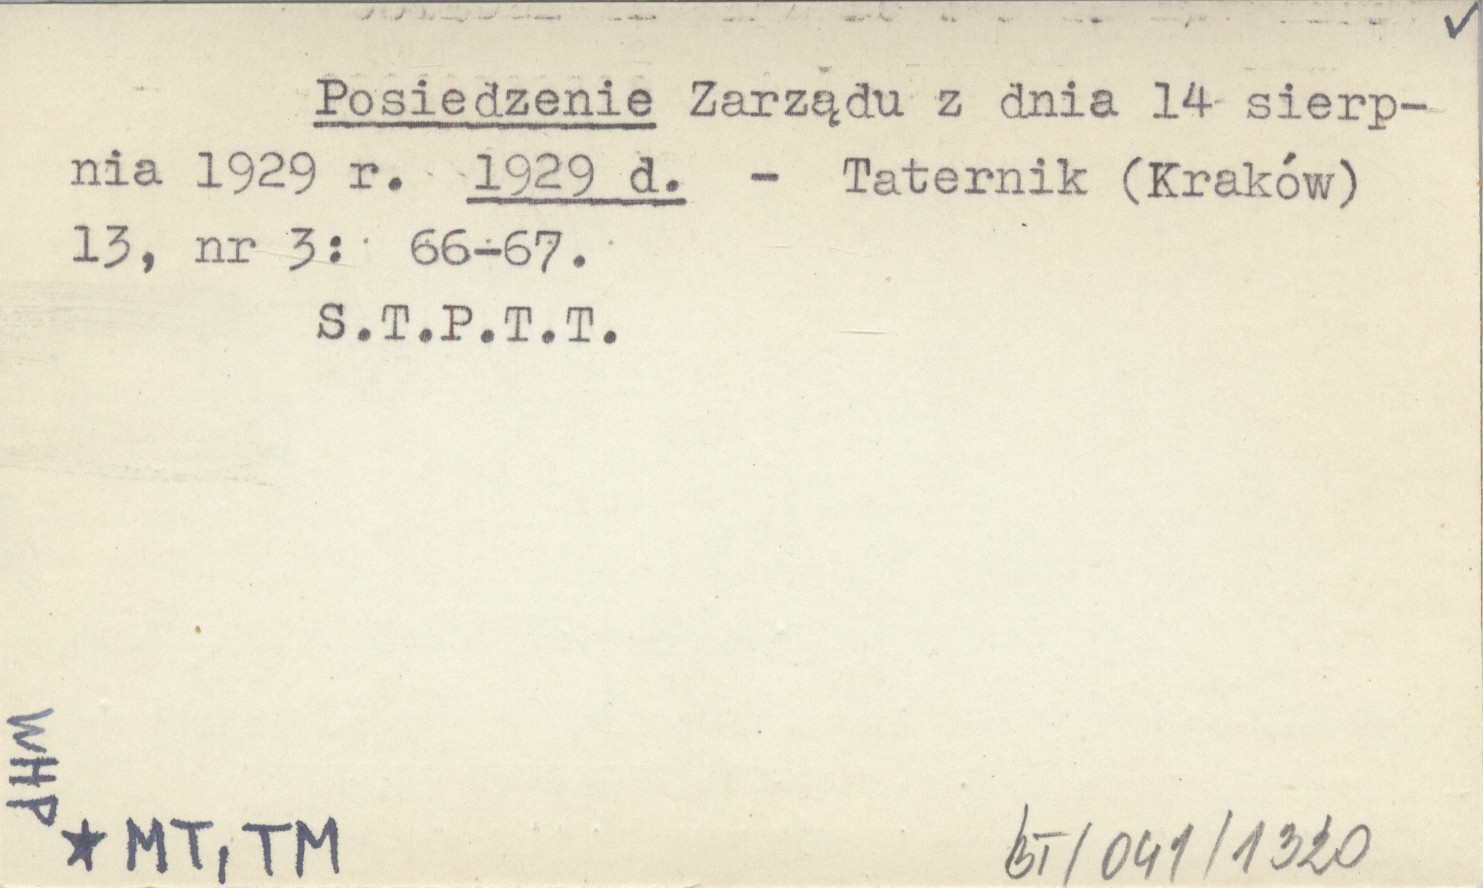 Posiedzenie Zarządu z dnia 14 sierp-
nia 1929 r. 1929 d. - Taternik (Kraków)
13, nr 3: 66-67.
S.T.P.T.T.
WHP
★ MT, TM
BT/041/1320